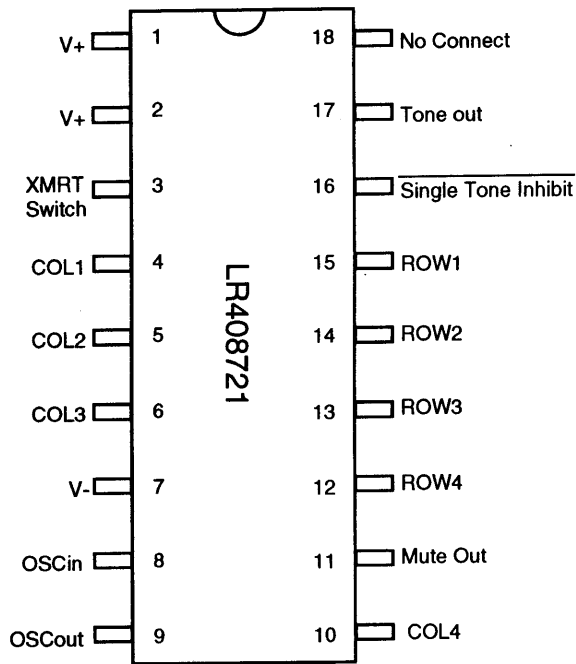 V+ 1 18 No Connect
V+ 2 17 Tone out
XMRT 3 16 Single Tone Inhibit
Switch
COL1 4 15 ROW1
COL2 5 14 ROW2
COL3 6 13 ROW3
V- 7 12 ROW4
OSCin 8 11 Mute Out
OSCout 9 10 COL4
LR408721